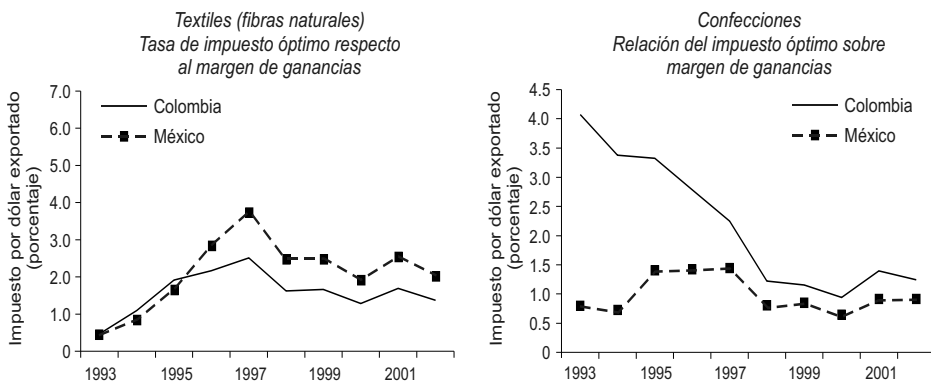 Textiles (fibras naturales)
Tasa de impuesto óptimo respecto
al margen de ganancias
Impuesto por dólar exportado
(porcentaje)
7.0
6.0
5.0
4.0
3.0
2.0
1.0
0
Colombia
México
1993 1995 1997 1999 2001
Confecciones
Relación del impuesto óptimo sobre
margen de ganancias
Impuesto por dólar exportado
(porcentaje)
4.5
4.0
3.5
3.0
2.5
2.0
1.5
1.0
0.5
0
Colombia
México
1993 1995 1997 1999 2001